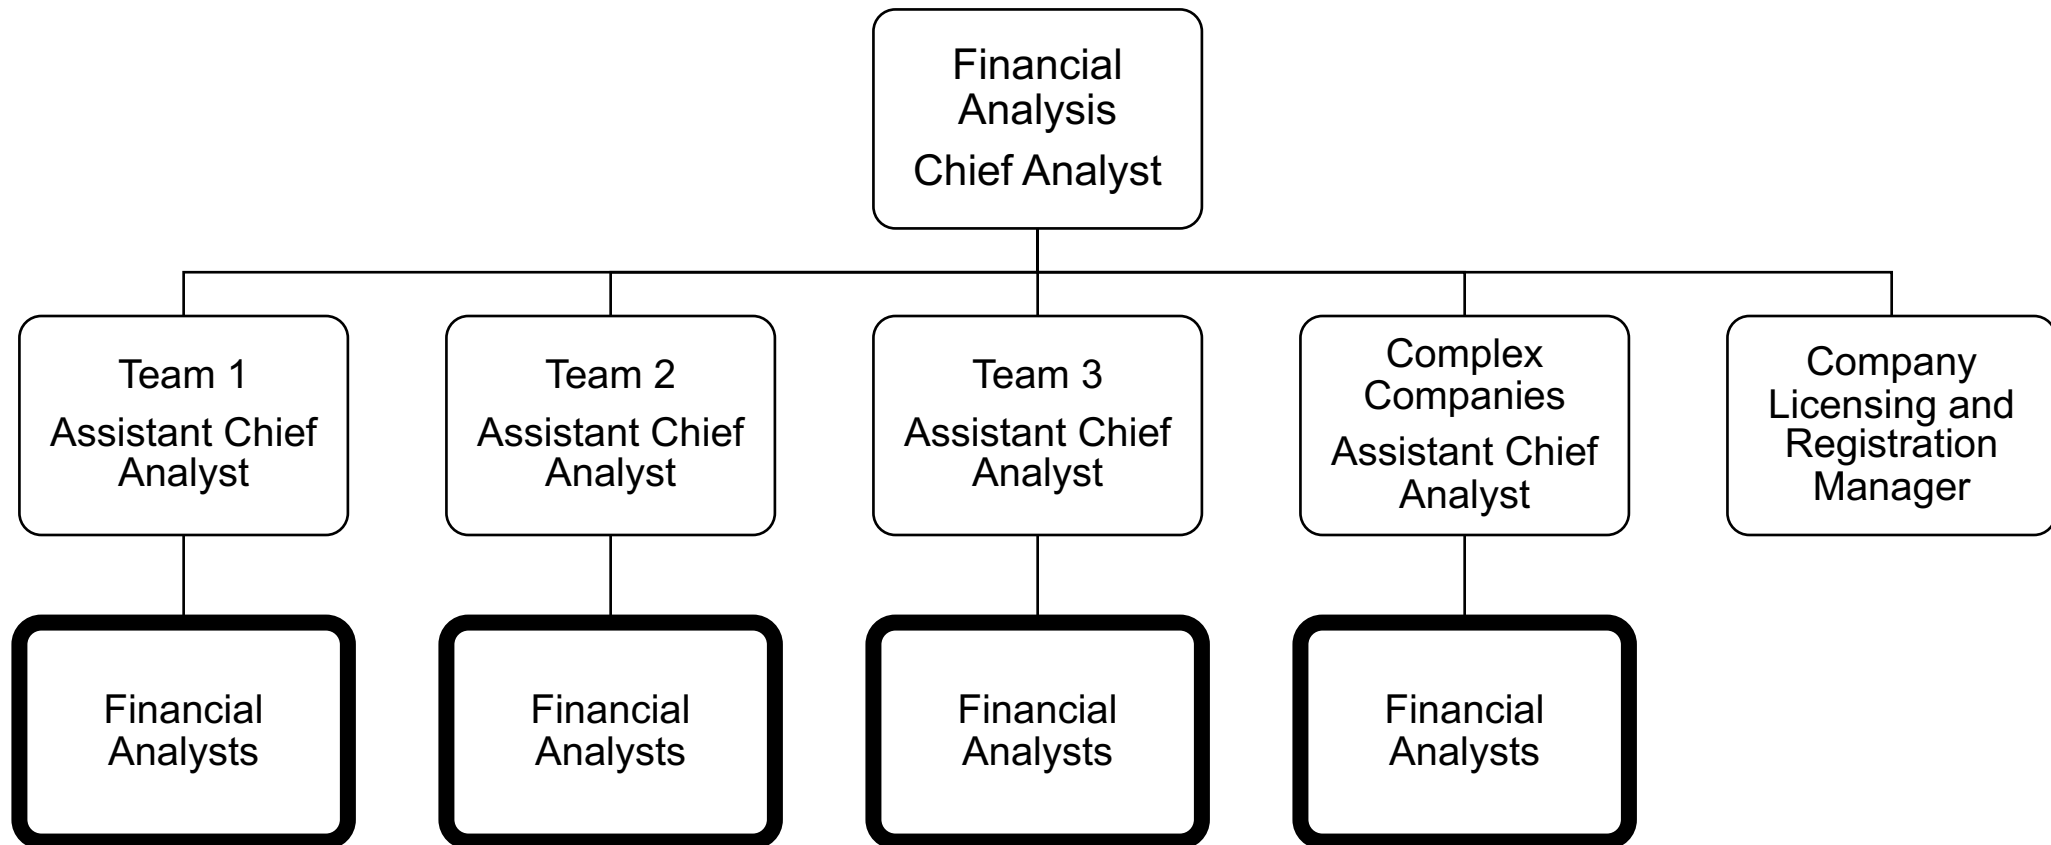 Financial
Analysis
Chief Analyst
Team 1
Assistant Chief
Analyst
Team 2
Assistant Chief
Analyst
Team 3
Assistant Chief
Analyst
Complex
Companies
Assistant Chief
Analyst
Company
Licensing and
Registration
Manager
Financial
Analysts
Financial
Analysts
Financial
Analysts
Financial
Analysts